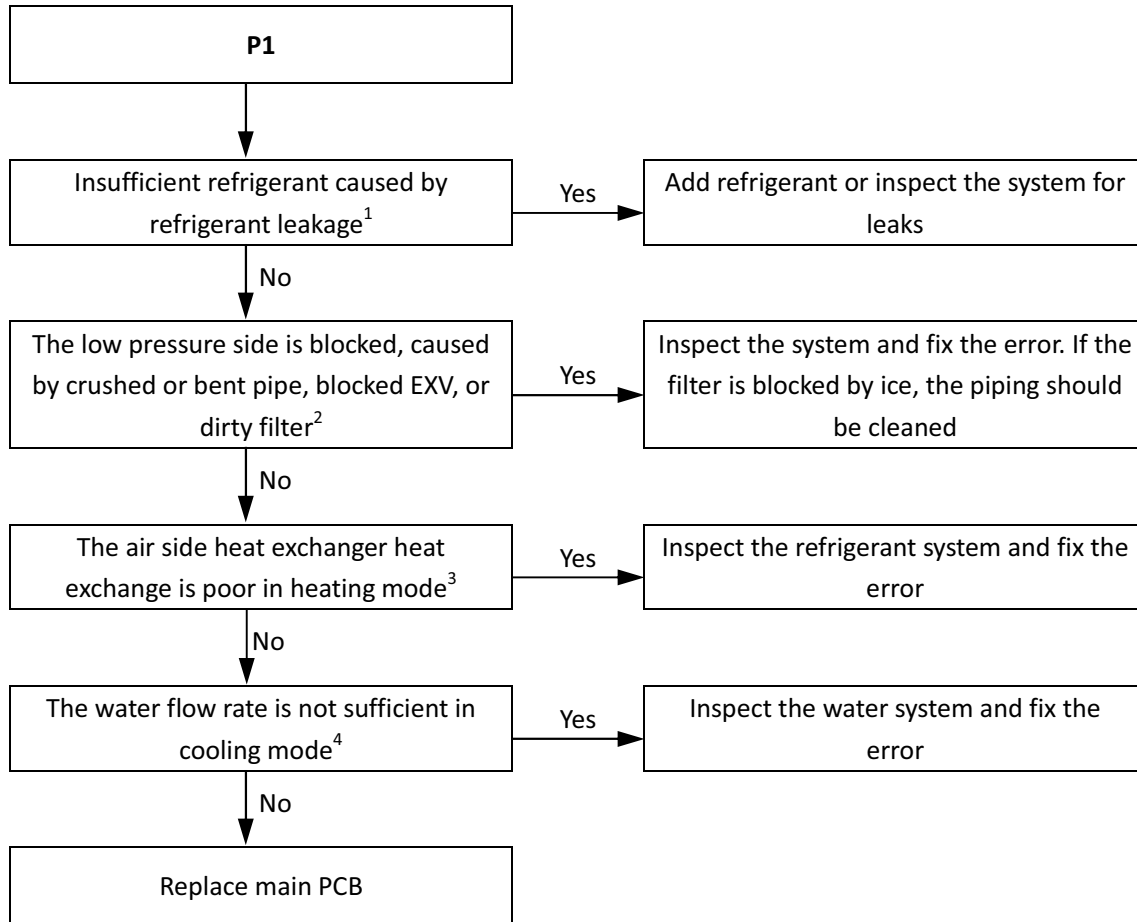 P1
Insufficient refrigerant caused by
refrigerant leakage1
Yes
Add refrigerant or inspect the system for
leaks
No
The low pressure side is blocked, caused
by crushed or bent pipe, blocked EXV, or
dirty filter2
Yes
Inspect the system and fix the error. If the
filter is blocked by ice, the piping should
be cleaned
No
The air side heat exchanger heat
exchange is poor in heating mode3
Yes
Inspect the refrigerant system and fix the
error
No
The water flow rate is not sufficient in
cooling mode4
Yes
Inspect the water system and fix the
error
No
Replace main PCB